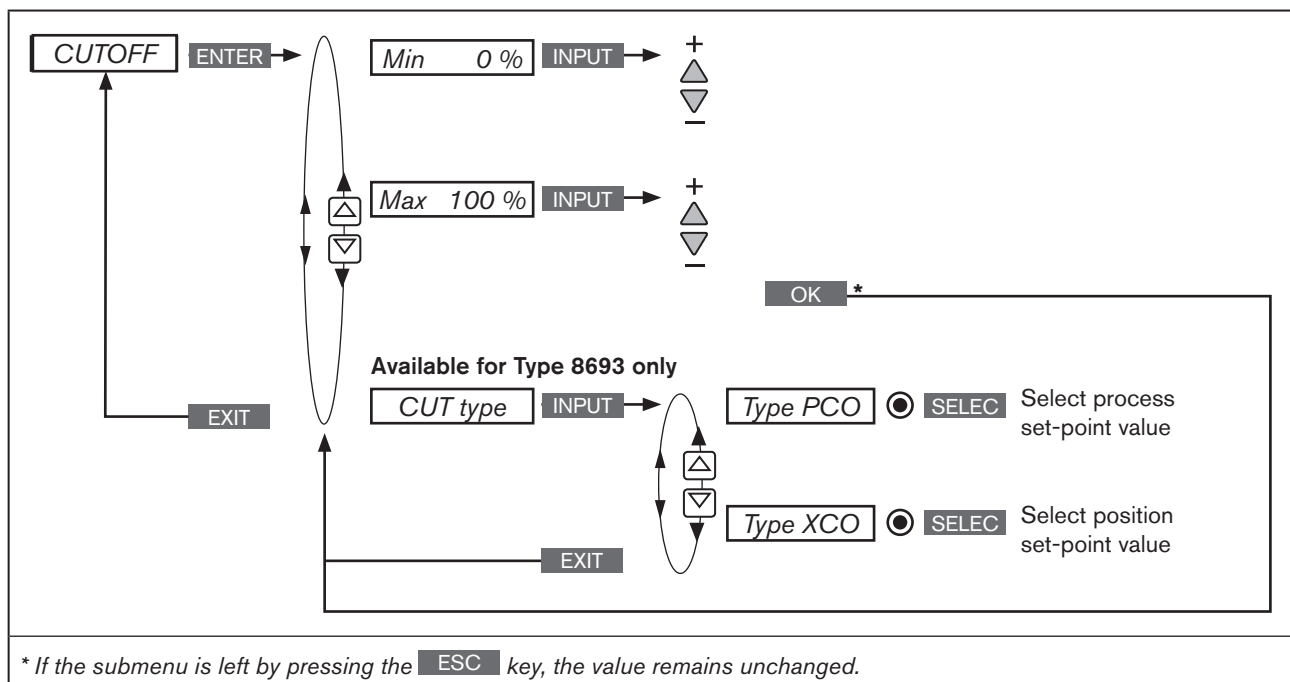 CUTOFF ENTER Min 0 % INPUT +
–
Max 100 % INPUT +
–
OK *
Available for Type 8693 only
EXIT CUT type INPUT Type PCO SELEC Select process
set-point value
Type XCO SELEC Select position
set-point value
EXIT
* If the submenu is left by pressing the ESC key, the value remains unchanged.